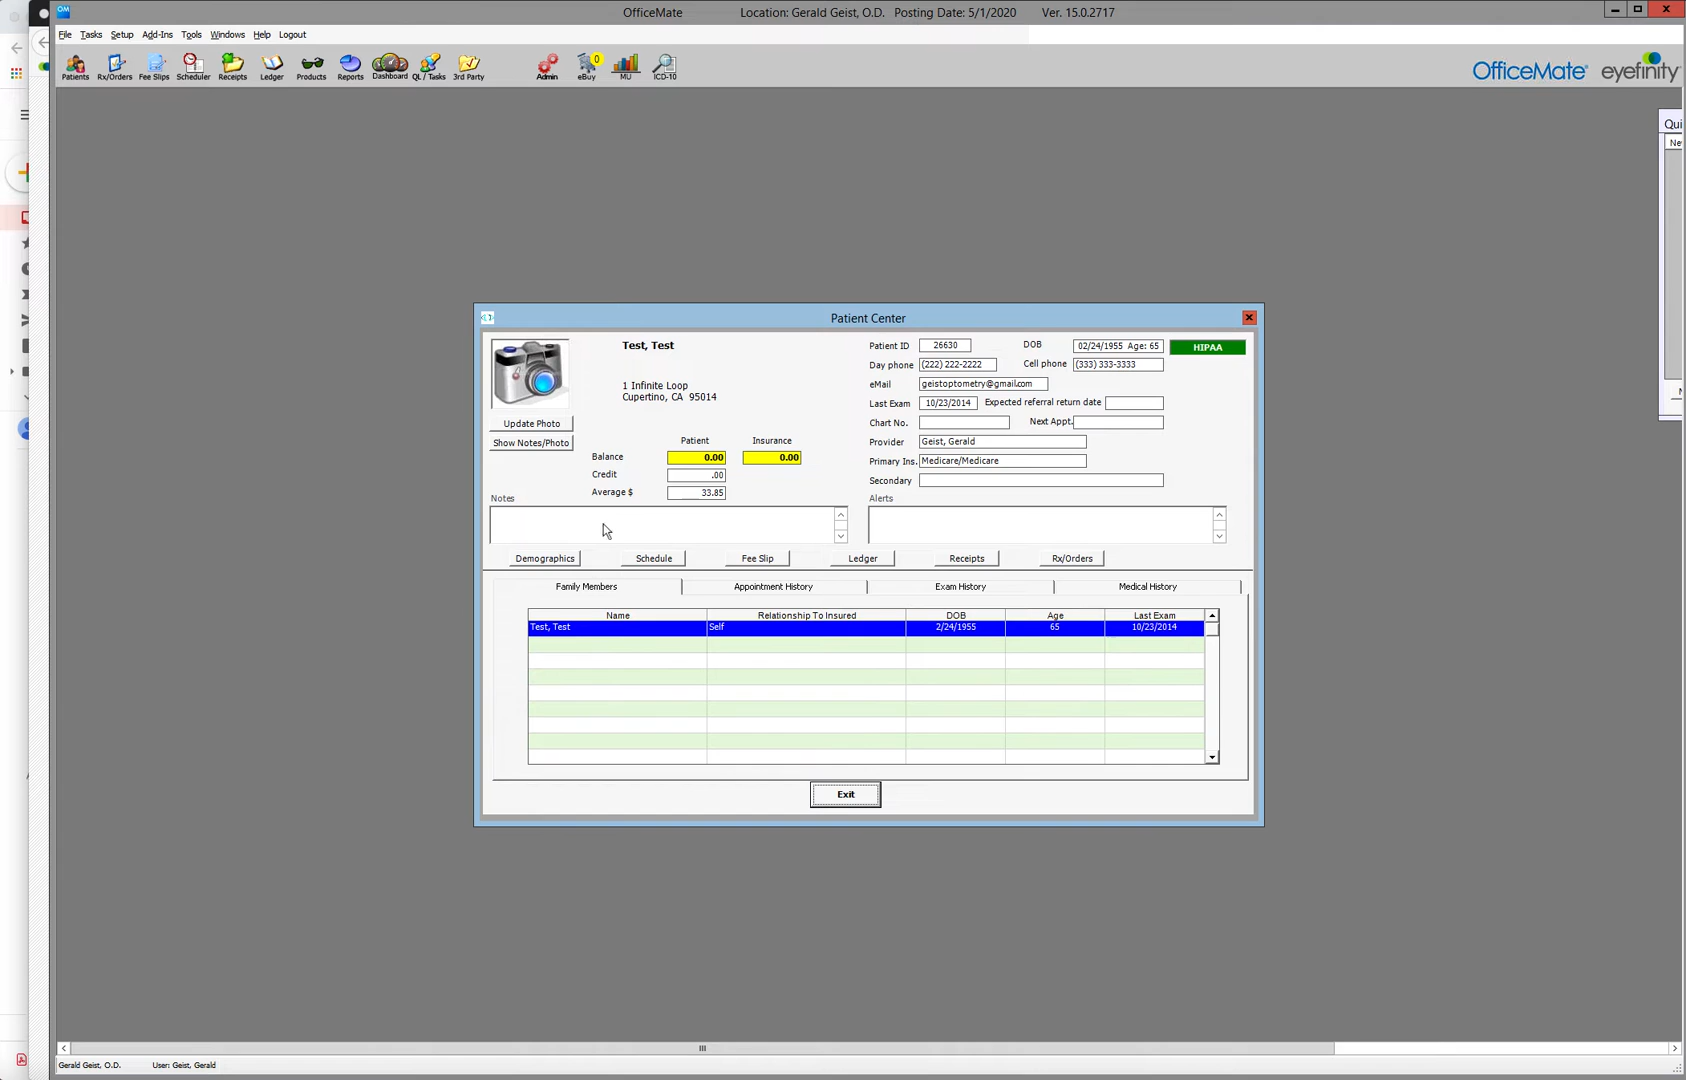 OM OfficeMate Location: Gerald Geist, O.D. Posting Date: 5/1/2020 Ver. 15.0.2717
File Tasks Setup Add-Ins Tools Windows Help Logout
Patients Rx/Orders Fee Slips Scheduler Receipts Ledger Products Reports Dashboard QL / Tasks 3rd Party Admin eBuy 0 MU ICD-10 OfficeMate eyefinity
Qui
Ne
Patient Center
Test, Test Patient ID 26630 DOB 02/24/1955 Age: 65 HIPAA
Day phone (222) 222-2222 Cell phone (333) 333-3333
1 Infinite Loop eMail geistoptometry@gmail.com
Cupertino, CA 95014 Last Exam 10/23/2014 Expected referral return date
Update Photo Chart No. Next Appt.
Show Notes/Photo Patient Insurance Provider Geist, Gerald
Balance 0.00 0.00 Primary Ins. Medicare/Medicare
Credit .00 Secondary
Average $ 33.85
Notes Alerts
Demographics Schedule Fee Slip Ledger Receipts Rx/Orders
Family Members Appointment History Exam History Medical History
Name Relationship To Insured DOB Age Last Exam
Test, Test Self 2/24/1955 65 10/23/2014
Exit
Gerald Geist, O.D. User: Geist, Gerald